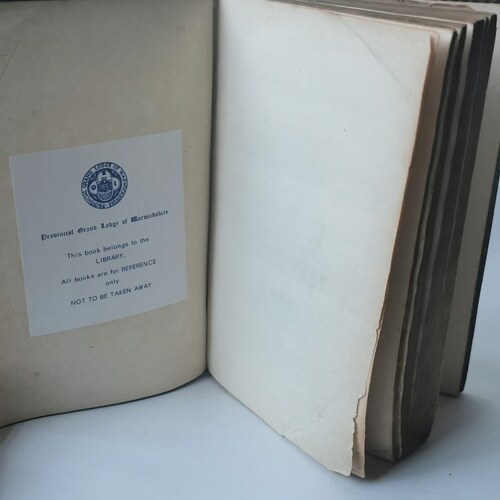 Provincial Grand Lodge of Warwickshire
This book belongs to the
LIBRARY.
All books are for REFERENCE
only
NOT TO BE TAKEN AWAY